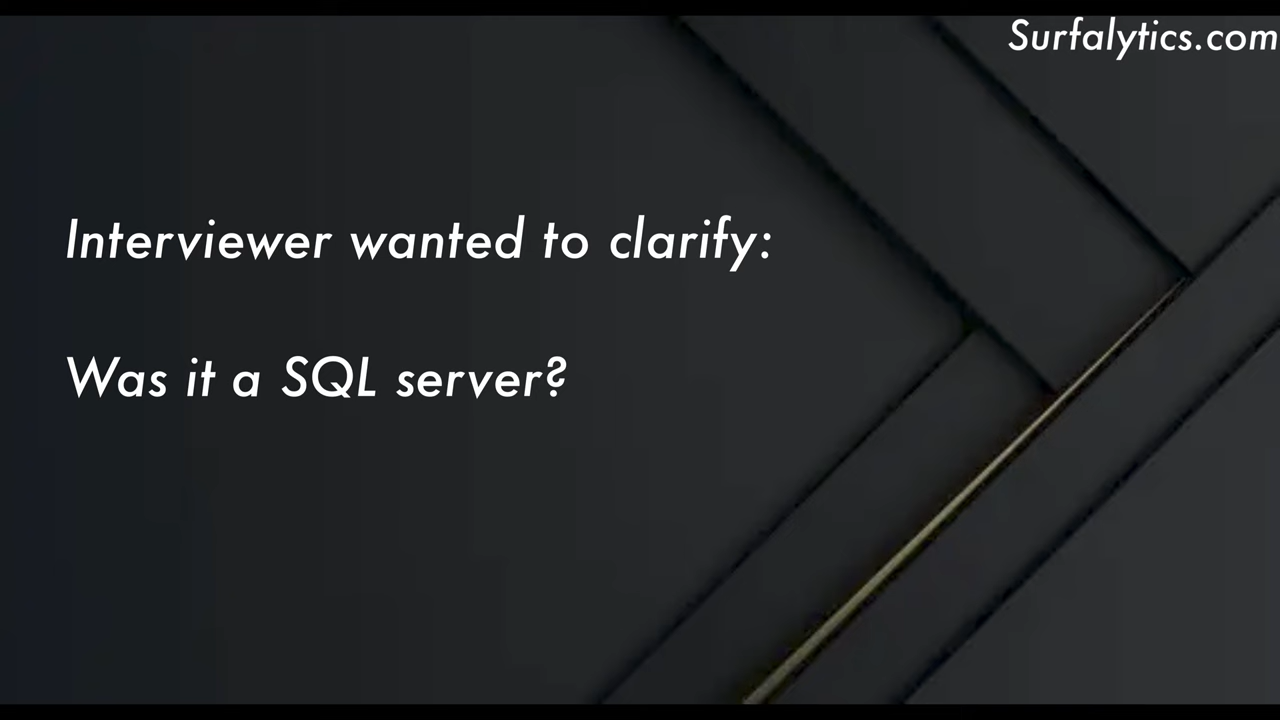 Surfalytics.com
Interviewer wanted to clarify:
Was it a SQL server?